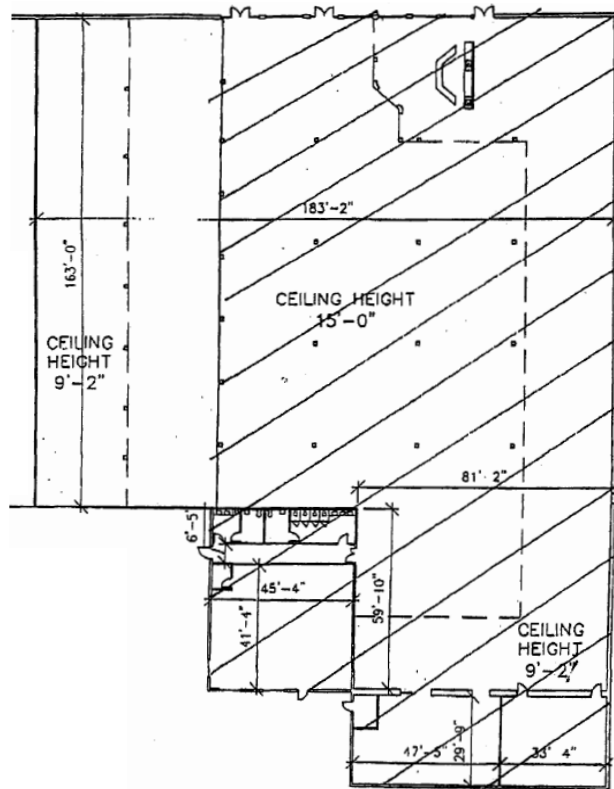 183'-2"
163'-0"
CEILING HEIGHT
15'-0"
CEILING
HEIGHT
9'-2"
81'-2"
6'-5"
45'-4"
59'-10"
41'-4"
CEILING
HEIGHT
9'-2"
47'-5"
29'-9"
33'-4"